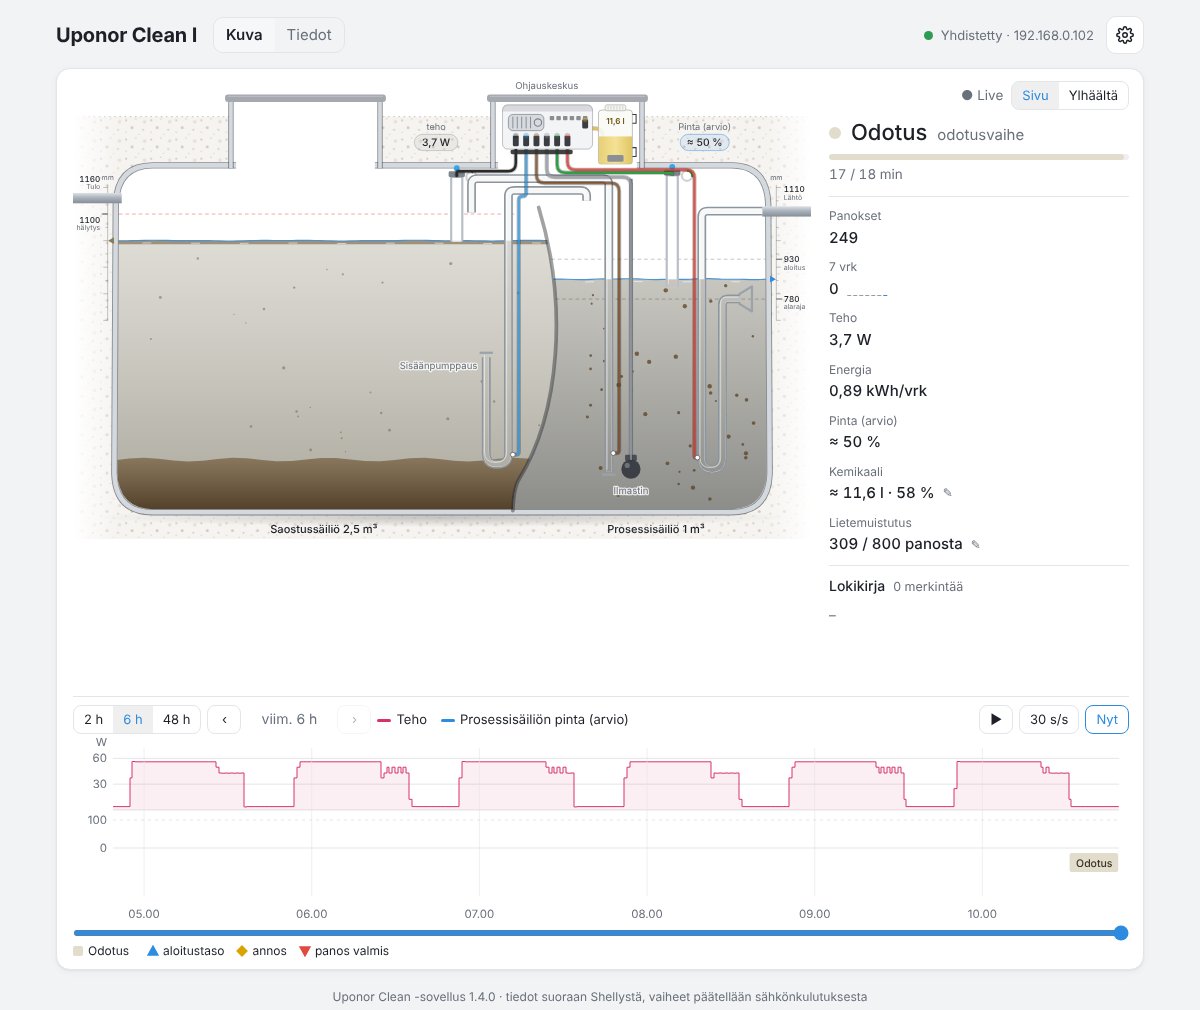 Uponor Clean I
Kuva
Tiedot
Yhdistetty · 192.168.0.102
Ohjauskeskus
Live
Sivu
Ylhäältä
teho
3,7 W
11,6 l
Pinta (arvio)
≈ 50 %
Odotus odotusvaihe
17 / 18 min
1160 mm
Tulo
1100
hälytys
mm
1110
Lähtö
930
aloitus
780
alaraja
Sisäänpumppaus
Ilmastin
Saostussäiliö 2,5 m³
Prosessisäiliö 1 m³
Panokset
249
7 vrk
0
Teho
3,7 W
Energia
0,89 kWh/vrk
Pinta (arvio)
≈ 50 %
Kemikaali
≈ 11,6 l · 58 % ✎
Lietemuistutus
309 / 800 panosta ✎
Lokikirja 0 merkintää
–
2 h
6 h
48 h
‹
viim. 6 h
›
Teho
Prosessisäiliön pinta (arvio)
▶
30 s/s
Nyt
W
60
30
100
0
Odotus
05.00 06.00 07.00 08.00 09.00 10.00
Odotus
aloitustaso
annos
panos valmis
Uponor Clean -sovellus 1.4.0 · tiedot suoraan Shellystä, vaiheet päätellään sähkönkulutuksesta